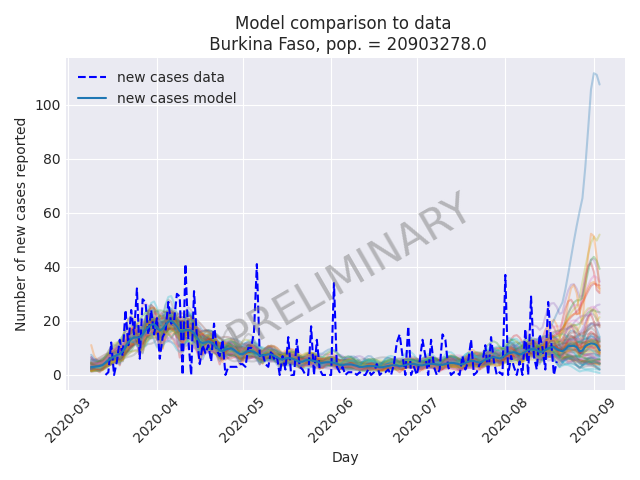 Model comparison to data
Burkina Faso, pop. = 20903278.0
new cases data
new cases model
Number of new cases reported
100
80
60
40
20
0
PRELIMINARY
2020-03
2020-04
2020-05
2020-06
2020-07
2020-08
2020-09
Day